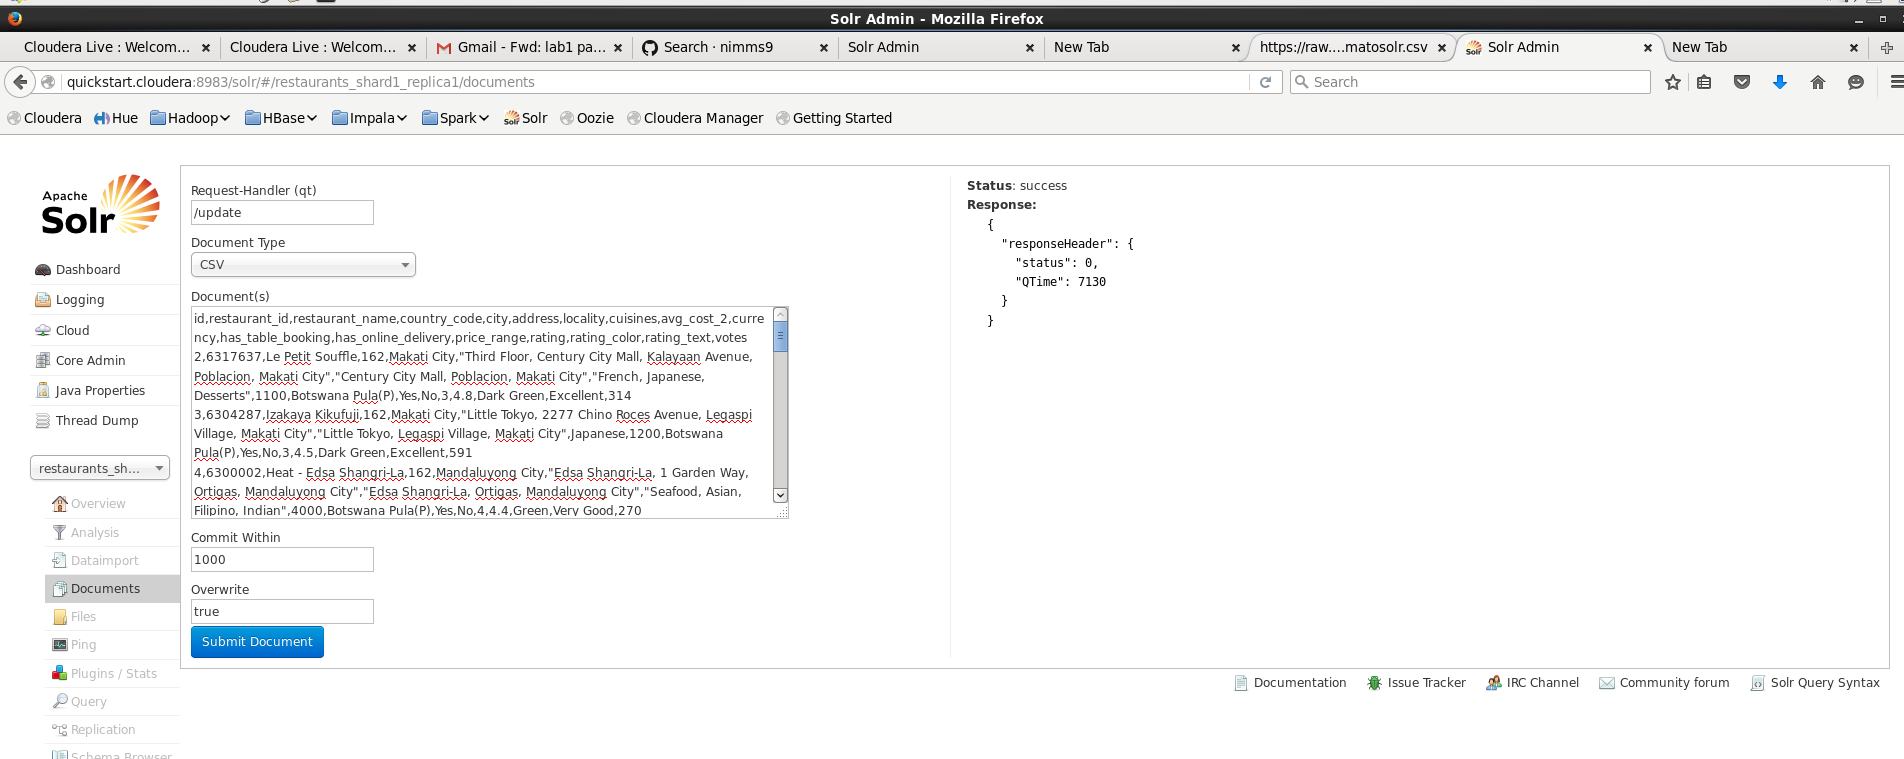 Solr Admin - Mozilla Firefox
Cloudera Live : Welcom... Cloudera Live : Welcom... Gmail - Fwd: lab1 pa... Search · nimms9 Solr Admin New Tab https://raw....matosolr.csv Solr Admin New Tab
quickstart.cloudera:8983/solr/#/restaurants_shard1_replica1/documents Search
Cloudera Hue Hadoop HBase Impala Spark Solr Oozie Cloudera Manager Getting Started
Apache
Solr
Dashboard
Logging
Cloud
Core Admin
Java Properties
Thread Dump
restaurants_sh...
Overview
Analysis
Dataimport
Documents
Files
Ping
Plugins / Stats
Query
Replication
Schema Browser
Request-Handler (qt)
/update
Document Type
CSV
Document(s)
id,restaurant_id,restaurant_name,country_code,city,address,locality,cuisines,avg_cost_2,curre
ncy,has_table_booking,has_online_delivery,price_range,rating,rating_color,rating_text,votes
2,6317637,Le Petit Souffle,162,Makati City,"Third Floor, Century City Mall, Kalayaan Avenue,
Poblacion, Makati City","Century City Mall, Poblacion, Makati City","French, Japanese,
Desserts",1100,Botswana Pula(P),Yes,No,3,4.8,Dark Green,Excellent,314
3,6304287,Izakaya Kikufuji,162,Makati City,"Little Tokyo, 2277 Chino Roces Avenue, Legaspi
Village, Makati City","Little Tokyo, Legaspi Village, Makati City",Japanese,1200,Botswana
Pula(P),Yes,No,3,4.5,Dark Green,Excellent,591
4,6300002,Heat - Edsa Shangri-La,162,Mandaluyong City,"Edsa Shangri-La, 1 Garden Way,
Ortigas, Mandaluyong City","Edsa Shangri-La, Ortigas, Mandaluyong City","Seafood, Asian,
Filipino, Indian",4000,Botswana Pula(P),Yes,No,4,4.4,Green,Very Good,270
Commit Within
1000
Overwrite
true
Submit Document
Status: success
Response:
{
"responseHeader": {
"status": 0,
"QTime": 7130
}
}
Documentation Issue Tracker IRC Channel Community forum Solr Query Syntax